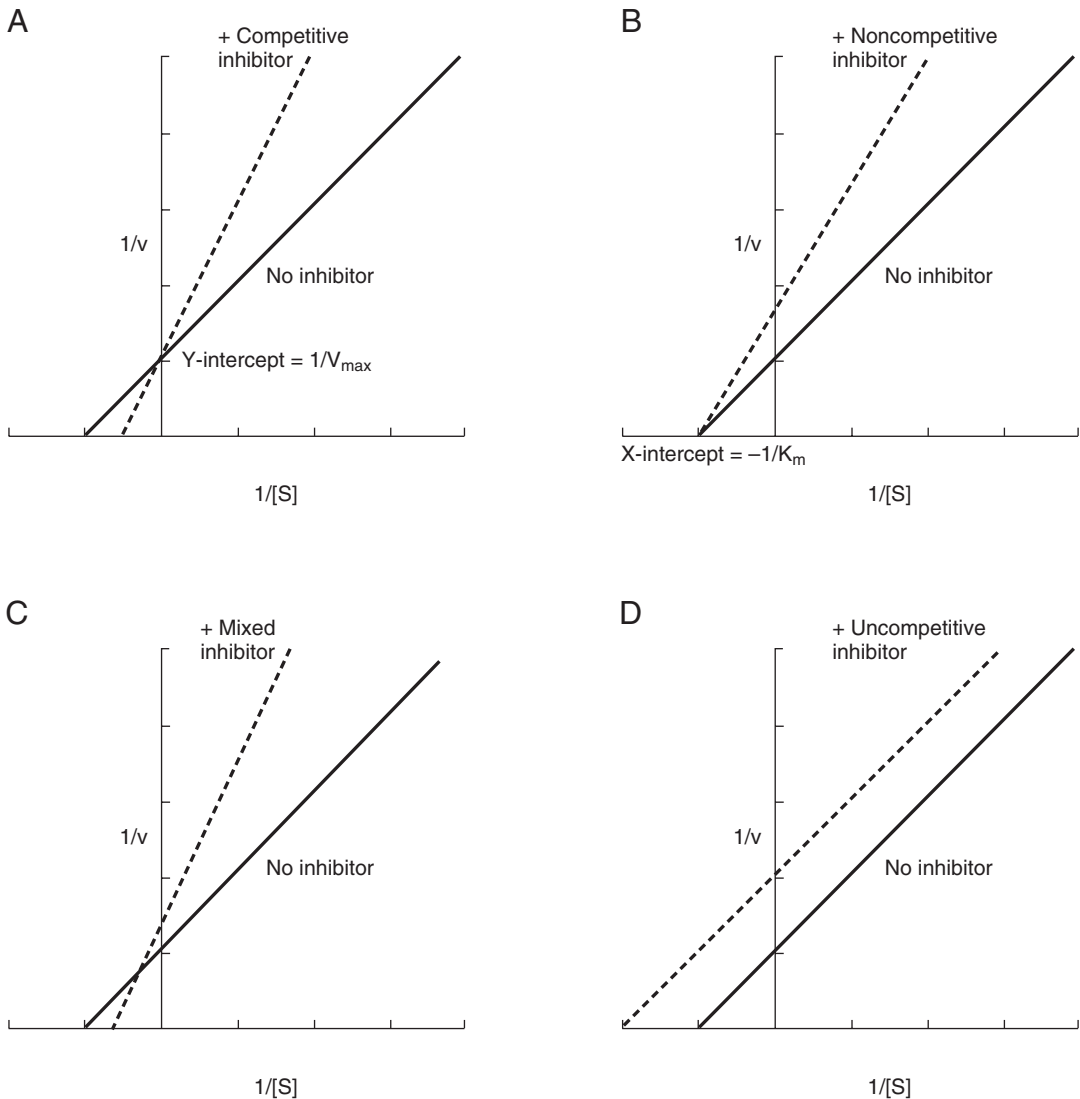 A
+ Competitive
inhibitor
1/v
No inhibitor
Y-intercept = 1/Vmax
1/[S]
B
+ Noncompetitive
inhibitor
1/v
No inhibitor
X-intercept = –1/Km
1/[S]
C
+ Mixed
inhibitor
1/v
No inhibitor
1/[S]
D
+ Uncompetitive
inhibitor
1/v
No inhibitor
1/[S]